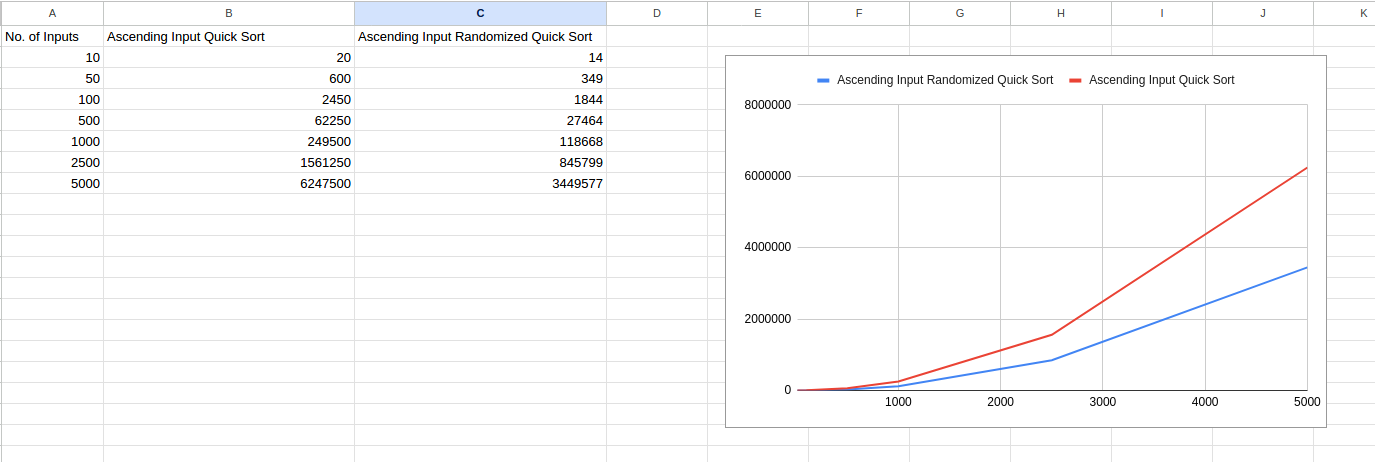 A B C D E F G H I J K
No. of Inputs Ascending Input Quick Sort Ascending Input Randomized Quick Sort
10 20 14
50 600 349
100 2450 1844
500 62250 27464
1000 249500 118668
2500 1561250 845799
5000 6247500 3449577
Ascending Input Randomized Quick Sort Ascending Input Quick Sort
8000000
6000000
4000000
2000000
0
1000 2000 3000 4000 5000